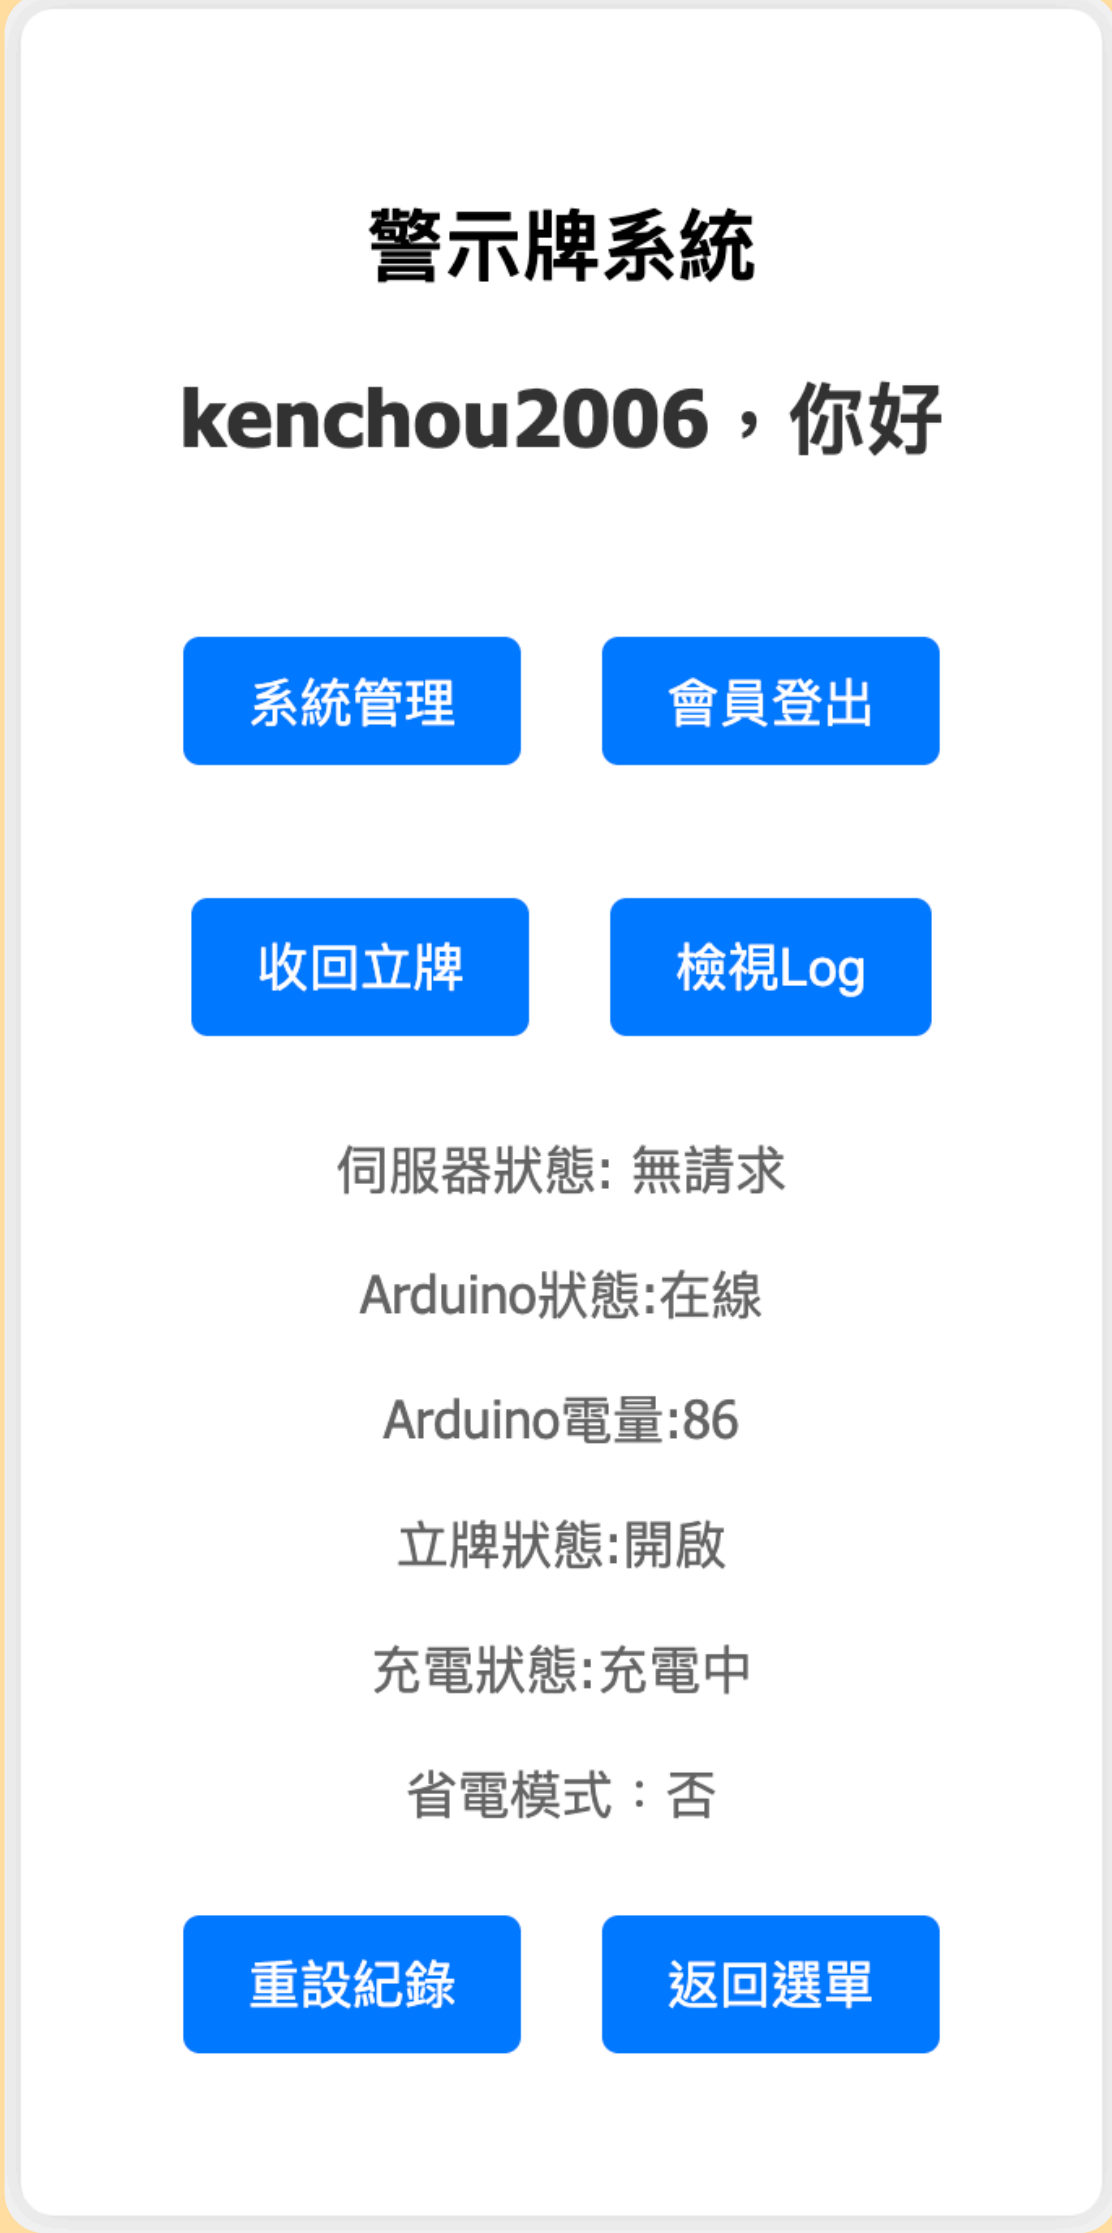 警示牌系統
kenchou2006，你好
系統管理 會員登出
收回立牌 檢視Log
伺服器狀態: 無請求
Arduino狀態:在線
Arduino電量:86
立牌狀態:開啟
充電狀態:充電中
省電模式：否
重設紀錄 返回選單